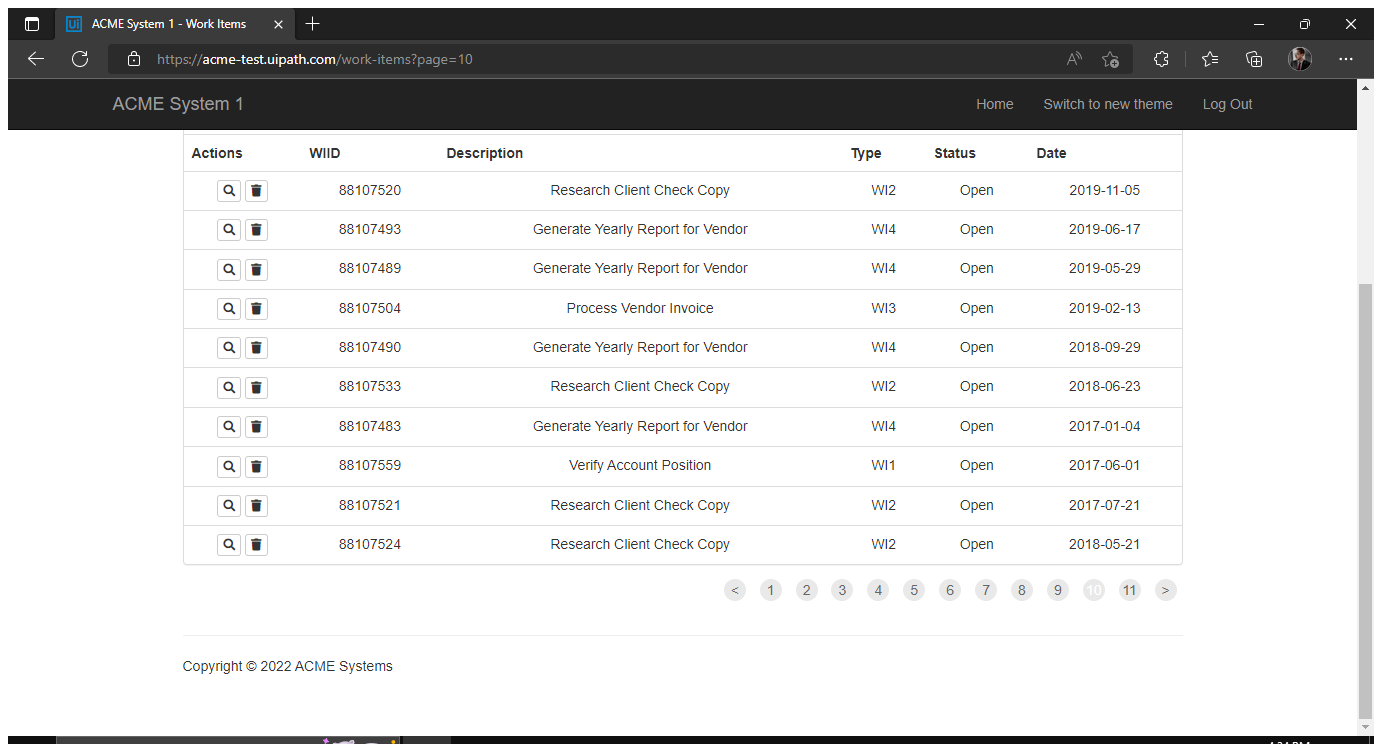 ACME System 1 - Work Items
https://acme-test.uipath.com/work-items?page=10
ACME System 1 Home Switch to new theme Log Out
Actions WIID Description Type Status Date
88107520 Research Client Check Copy WI2 Open 2019-11-05
88107493 Generate Yearly Report for Vendor WI4 Open 2019-06-17
88107489 Generate Yearly Report for Vendor WI4 Open 2019-05-29
88107504 Process Vendor Invoice WI3 Open 2019-02-13
88107490 Generate Yearly Report for Vendor WI4 Open 2018-09-29
88107533 Research Client Check Copy WI2 Open 2018-06-23
88107483 Generate Yearly Report for Vendor WI4 Open 2017-01-04
88107559 Verify Account Position WI1 Open 2017-06-01
88107521 Research Client Check Copy WI2 Open 2017-07-21
88107524 Research Client Check Copy WI2 Open 2018-05-21
< 1 2 3 4 5 6 7 8 9 10 11 >
Copyright © 2022 ACME Systems